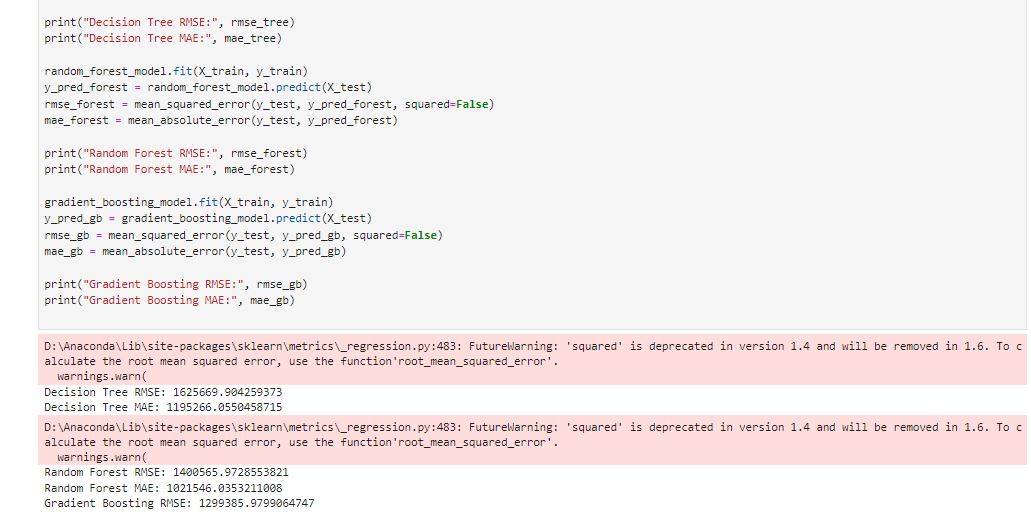 print("Decision Tree RMSE:", rmse_tree)
print("Decision Tree MAE:", mae_tree)
random_forest_model.fit(X_train, y_train)
y_pred_forest = random_forest_model.predict(X_test)
rmse_forest = mean_squared_error(y_test, y_pred_forest, squared=False)
mae_forest = mean_absolute_error(y_test, y_pred_forest)
print("Random Forest RMSE:", rmse_forest)
print("Random Forest MAE:", mae_forest)
gradient_boosting_model.fit(X_train, y_train)
y_pred_gb = gradient_boosting_model.predict(X_test)
rmse_gb = mean_squared_error(y_test, y_pred_gb, squared=False)
mae_gb = mean_absolute_error(y_test, y_pred_gb)
print("Gradient Boosting RMSE:", rmse_gb)
print("Gradient Boosting MAE:", mae_gb)
D:\Anaconda\Lib\site-packages\sklearn\metrics\_regression.py:483: FutureWarning: 'squared' is deprecated in version 1.4 and will be removed in 1.6. To c
alculate the root mean squared error, use the function'root_mean_squared_error'.
  warnings.warn(
Decision Tree RMSE: 1625669.904259373
Decision Tree MAE: 1195266.0550458715
D:\Anaconda\Lib\site-packages\sklearn\metrics\_regression.py:483: FutureWarning: 'squared' is deprecated in version 1.4 and will be removed in 1.6. To c
alculate the root mean squared error, use the function'root_mean_squared_error'.
  warnings.warn(
Random Forest RMSE: 1400565.9728553821
Random Forest MAE: 1021546.0353211008
Gradient Boosting RMSE: 1299385.9799064747